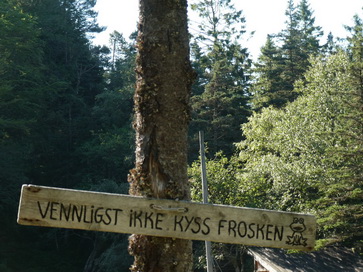 VENNLIGST iKKE KYSS FROSKEN